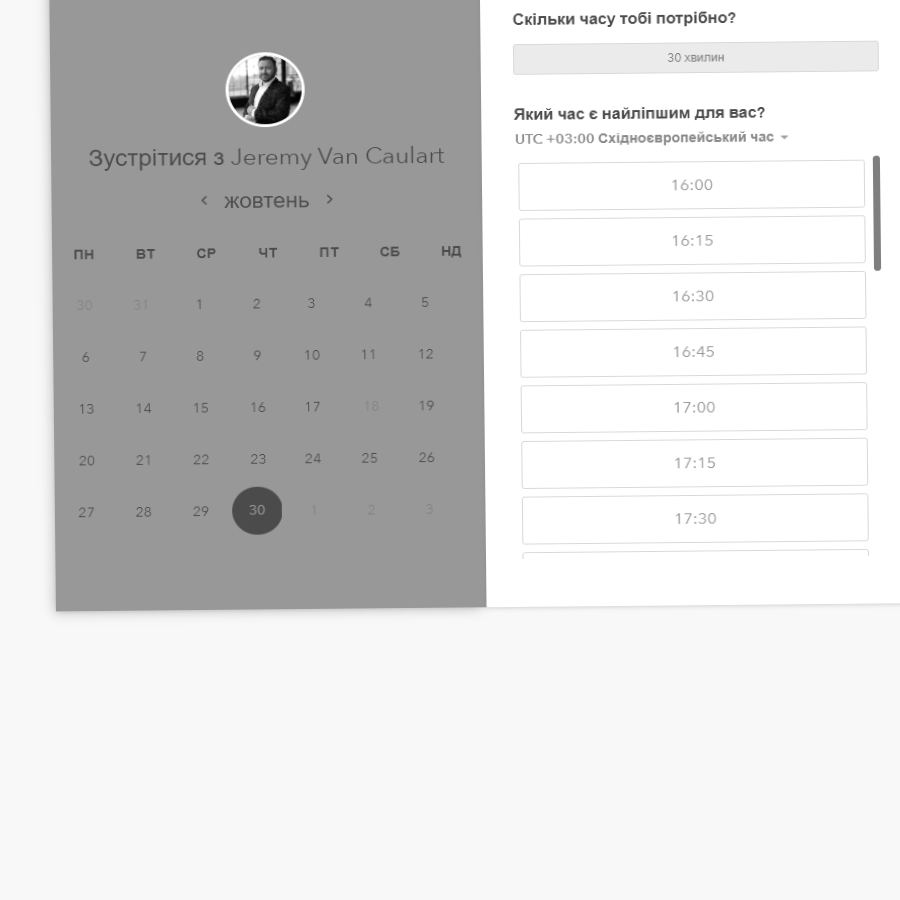 Зустрітися з Jeremy Van Caulart
жовтень
ПН ВТ СР ЧТ ПТ СБ НД
30 31 1 2 3 4 5
6 7 8 9 10 11 12
13 14 15 16 17 18 19
20 21 22 23 24 25 26
27 28 29 30 1 2 3
Скільки часу тобі потрібно?
30 хвилин
Який час є найліпшим для вас?
UTC +03:00 Східноєвропейський час
16:00
16:15
16:30
16:45
17:00
17:15
17:30